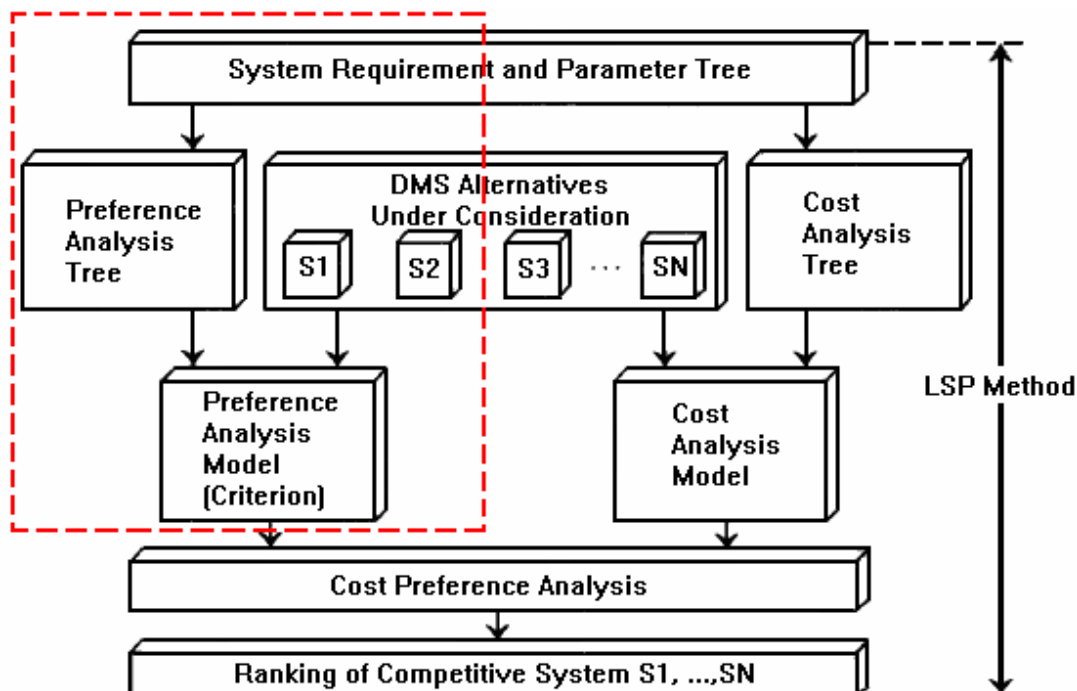 System Requirement and Parameter Tree
Preference
Analysis
Tree
DMS Alternatives
Under Consideration
S1
S2
S3
...
SN
Cost
Analysis
Tree
Preference
Analysis
Model
(Criterion)
Cost
Analysis
Model
LSP Method
Cost Preference Analysis
Ranking of Competitive System S1, ...,SN